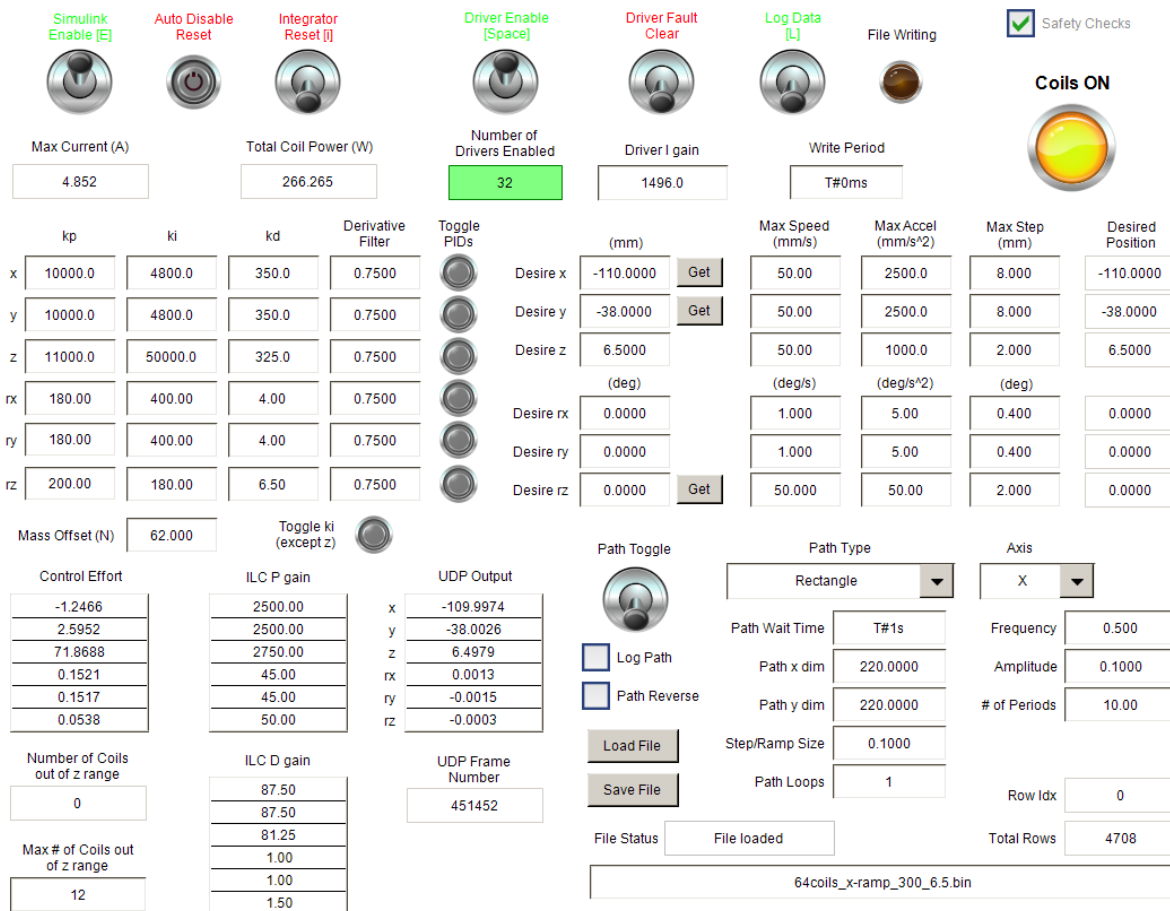 Simulink Enable [E]
Auto Disable Reset
Integrator Reset [i]
Driver Enable [Space]
Driver Fault Clear
Log Data [L]
File Writing
Safety Checks
Coils ON
Max Current (A)
Total Coil Power (W)
Number of Drivers Enabled
Driver I gain
Write Period
4.852
266.265
32
1496.0
T#0ms
kp ki kd Derivative Filter Toggle PIDs
x 10000.0 4800.0 350.0 0.7500
y 10000.0 4800.0 350.0 0.7500
z 11000.0 50000.0 325.0 0.7500
rx 180.00 400.00 4.00 0.7500
ry 180.00 400.00 4.00 0.7500
rz 200.00 180.00 6.50 0.7500
(mm) Max Speed (mm/s) Max Accel (mm/s^2) Max Step (mm) Desired Position
Desire x -110.0000 Get 50.00 2500.0 8.000 -110.0000
Desire y -38.0000 Get 50.00 2500.0 8.000 -38.0000
Desire z 6.5000 50.00 1000.0 2.000 6.5000
(deg) (deg/s) (deg/s^2) (deg)
Desire rx 0.0000 1.000 5.00 0.400 0.0000
Desire ry 0.0000 1.000 5.00 0.400 0.0000
Desire rz 0.0000 Get 50.000 50.00 2.000 0.0000
Mass Offset (N) 62.000
Toggle ki (except z)
Control Effort
-1.2466
2.5952
71.8688
0.1521
0.1517
0.0538
ILC P gain
2500.00
2500.00
2750.00
45.00
45.00
50.00
UDP Output
x -109.9974
y -38.0026
z 6.4979
rx 0.0013
ry -0.0015
rz -0.0003
Number of Coils out of z range
0
Max # of Coils out of z range
12
ILC D gain
87.50
87.50
81.25
1.00
1.00
1.50
UDP Frame Number
451452
Path Toggle
Path Type
Rectangle
Axis
X
Log Path
Path Reverse
Load File
Save File
Path Wait Time T#1s
Path x dim 220.0000
Path y dim 220.0000
Step/Ramp Size 0.1000
Path Loops 1
Frequency 0.500
Amplitude 0.1000
# of Periods 10.00
Row Idx 0
File Status File loaded
Total Rows 4708
64coils_x-ramp_300_6.5.bin